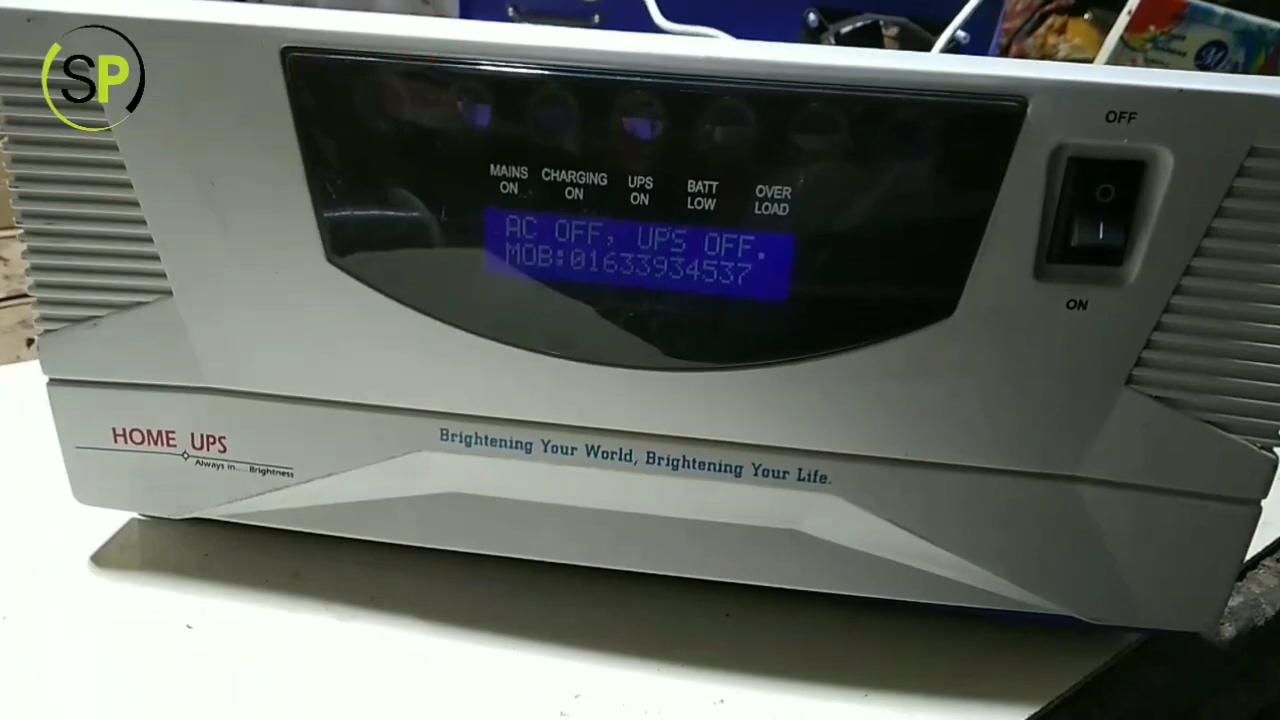 SP
OFF
MAINS ON
CHARGING ON
UPS ON
BATT LOW
OVER LOAD
AC OFF, UPS OFF.
MOB:01633934537
ON
HOME UPS
Always in.....Brightness
Brightening Your World, Brightening Your Life.